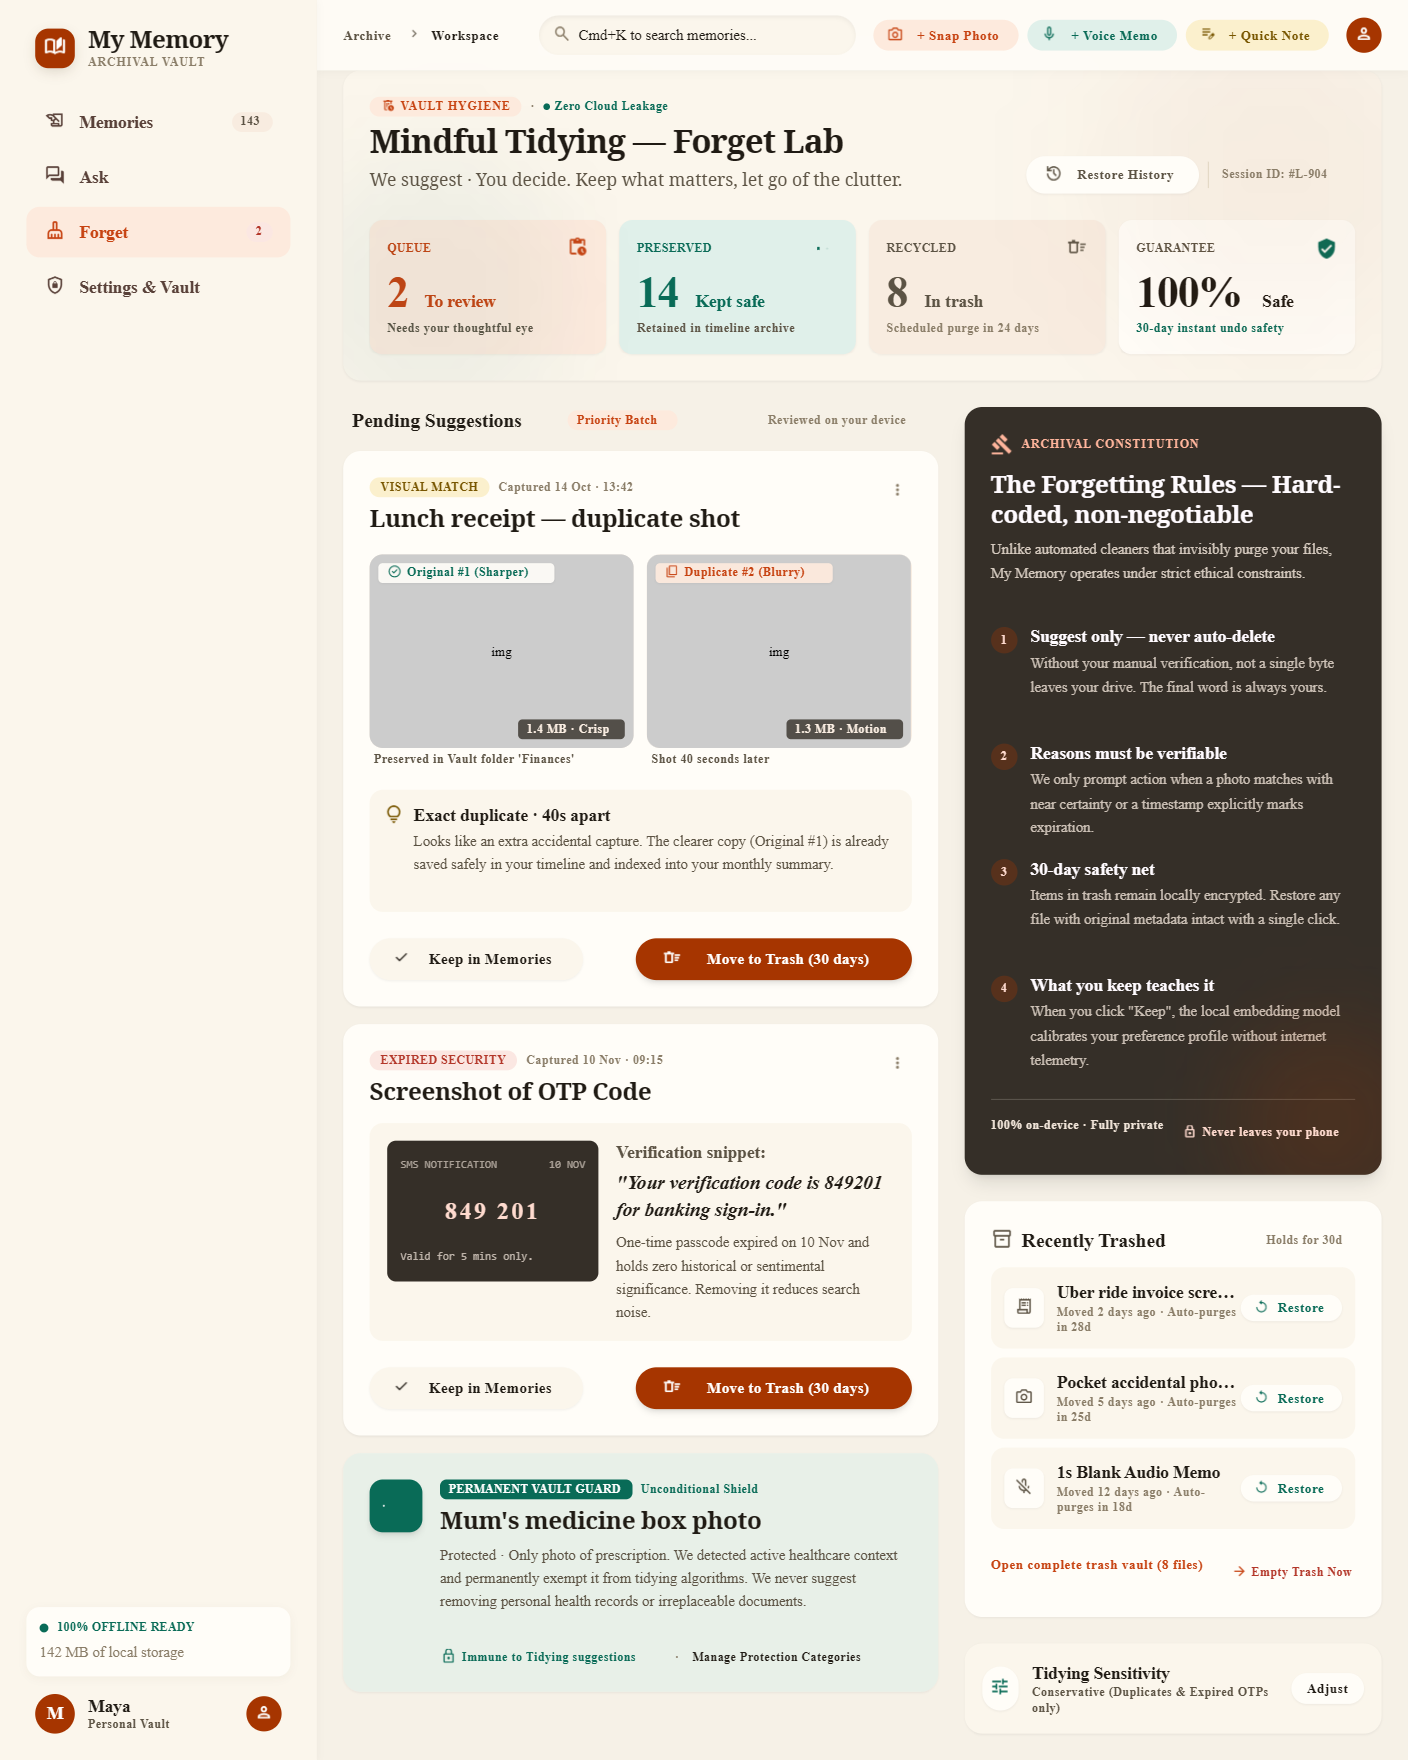 My Memory
ARCHIVAL VAULT
Memories
143
Ask
Forget
2
Settings & Vault
100% OFFLINE READY
142 MB of local storage
M
Maya
Personal Vault
Archive
Workspace
Cmd+K to search memories...
+ Snap Photo
+ Voice Memo
+ Quick Note
VAULT HYGIENE
· ● Zero Cloud Leakage
Mindful Tidying — Forget Lab
We suggest · You decide. Keep what matters, let go of the clutter.
Restore History
Session ID: #L-904
QUEUE
2 To review
Needs your thoughtful eye
PRESERVED
14 Kept safe
Retained in timeline archive
RECYCLED
8 In trash
Scheduled purge in 24 days
GUARANTEE
100% Safe
30-day instant undo safety
Pending Suggestions
Priority Batch
Reviewed on your device
VISUAL MATCH
Captured 14 Oct · 13:42
Lunch receipt — duplicate shot
Original #1 (Sharper)
img
1.4 MB · Crisp
Preserved in Vault folder 'Finances'
Duplicate #2 (Blurry)
img
1.3 MB · Motion
Shot 40 seconds later
Exact duplicate · 40s apart
Looks like an extra accidental capture. The clearer copy (Original #1) is already
saved safely in your timeline and indexed into your monthly summary.
Keep in Memories
Move to Trash (30 days)
EXPIRED SECURITY
Captured 10 Nov · 09:15
Screenshot of OTP Code
SMS NOTIFICATION
10 NOV
849 201
Valid for 5 mins only.
Verification snippet:
"Your verification code is 849201
for banking sign-in."
One-time passcode expired on 10 Nov and
holds zero historical or sentimental
significance. Removing it reduces search
noise.
Keep in Memories
Move to Trash (30 days)
PERMANENT VAULT GUARD
Unconditional Shield
Mum's medicine box photo
Protected · Only photo of prescription. We detected active healthcare context
and permanently exempt it from tidying algorithms. We never suggest
removing personal health records or irreplaceable documents.
Immune to Tidying suggestions
·
Manage Protection Categories
ARCHIVAL CONSTITUTION
The Forgetting Rules — Hard-
coded, non-negotiable
Unlike automated cleaners that invisibly purge your files,
My Memory operates under strict ethical constraints.
1
Suggest only — never auto-delete
Without your manual verification, not a single byte
leaves your drive. The final word is always yours.
2
Reasons must be verifiable
We only prompt action when a photo matches with
near certainty or a timestamp explicitly marks
expiration.
3
30-day safety net
Items in trash remain locally encrypted. Restore any
file with original metadata intact with a single click.
4
What you keep teaches it
When you click "Keep", the local embedding model
calibrates your preference profile without internet
telemetry.
100% on-device · Fully private
Never leaves your phone
Recently Trashed
Holds for 30d
Uber ride invoice scre...
Moved 2 days ago · Auto-purges
in 28d
Restore
Pocket accidental pho...
Moved 5 days ago · Auto-purges
in 25d
Restore
1s Blank Audio Memo
Moved 12 days ago · Auto-
purges in 18d
Restore
Open complete trash vault (8 files)
Empty Trash Now
Tidying Sensitivity
Conservative (Duplicates & Expired OTPs
only)
Adjust